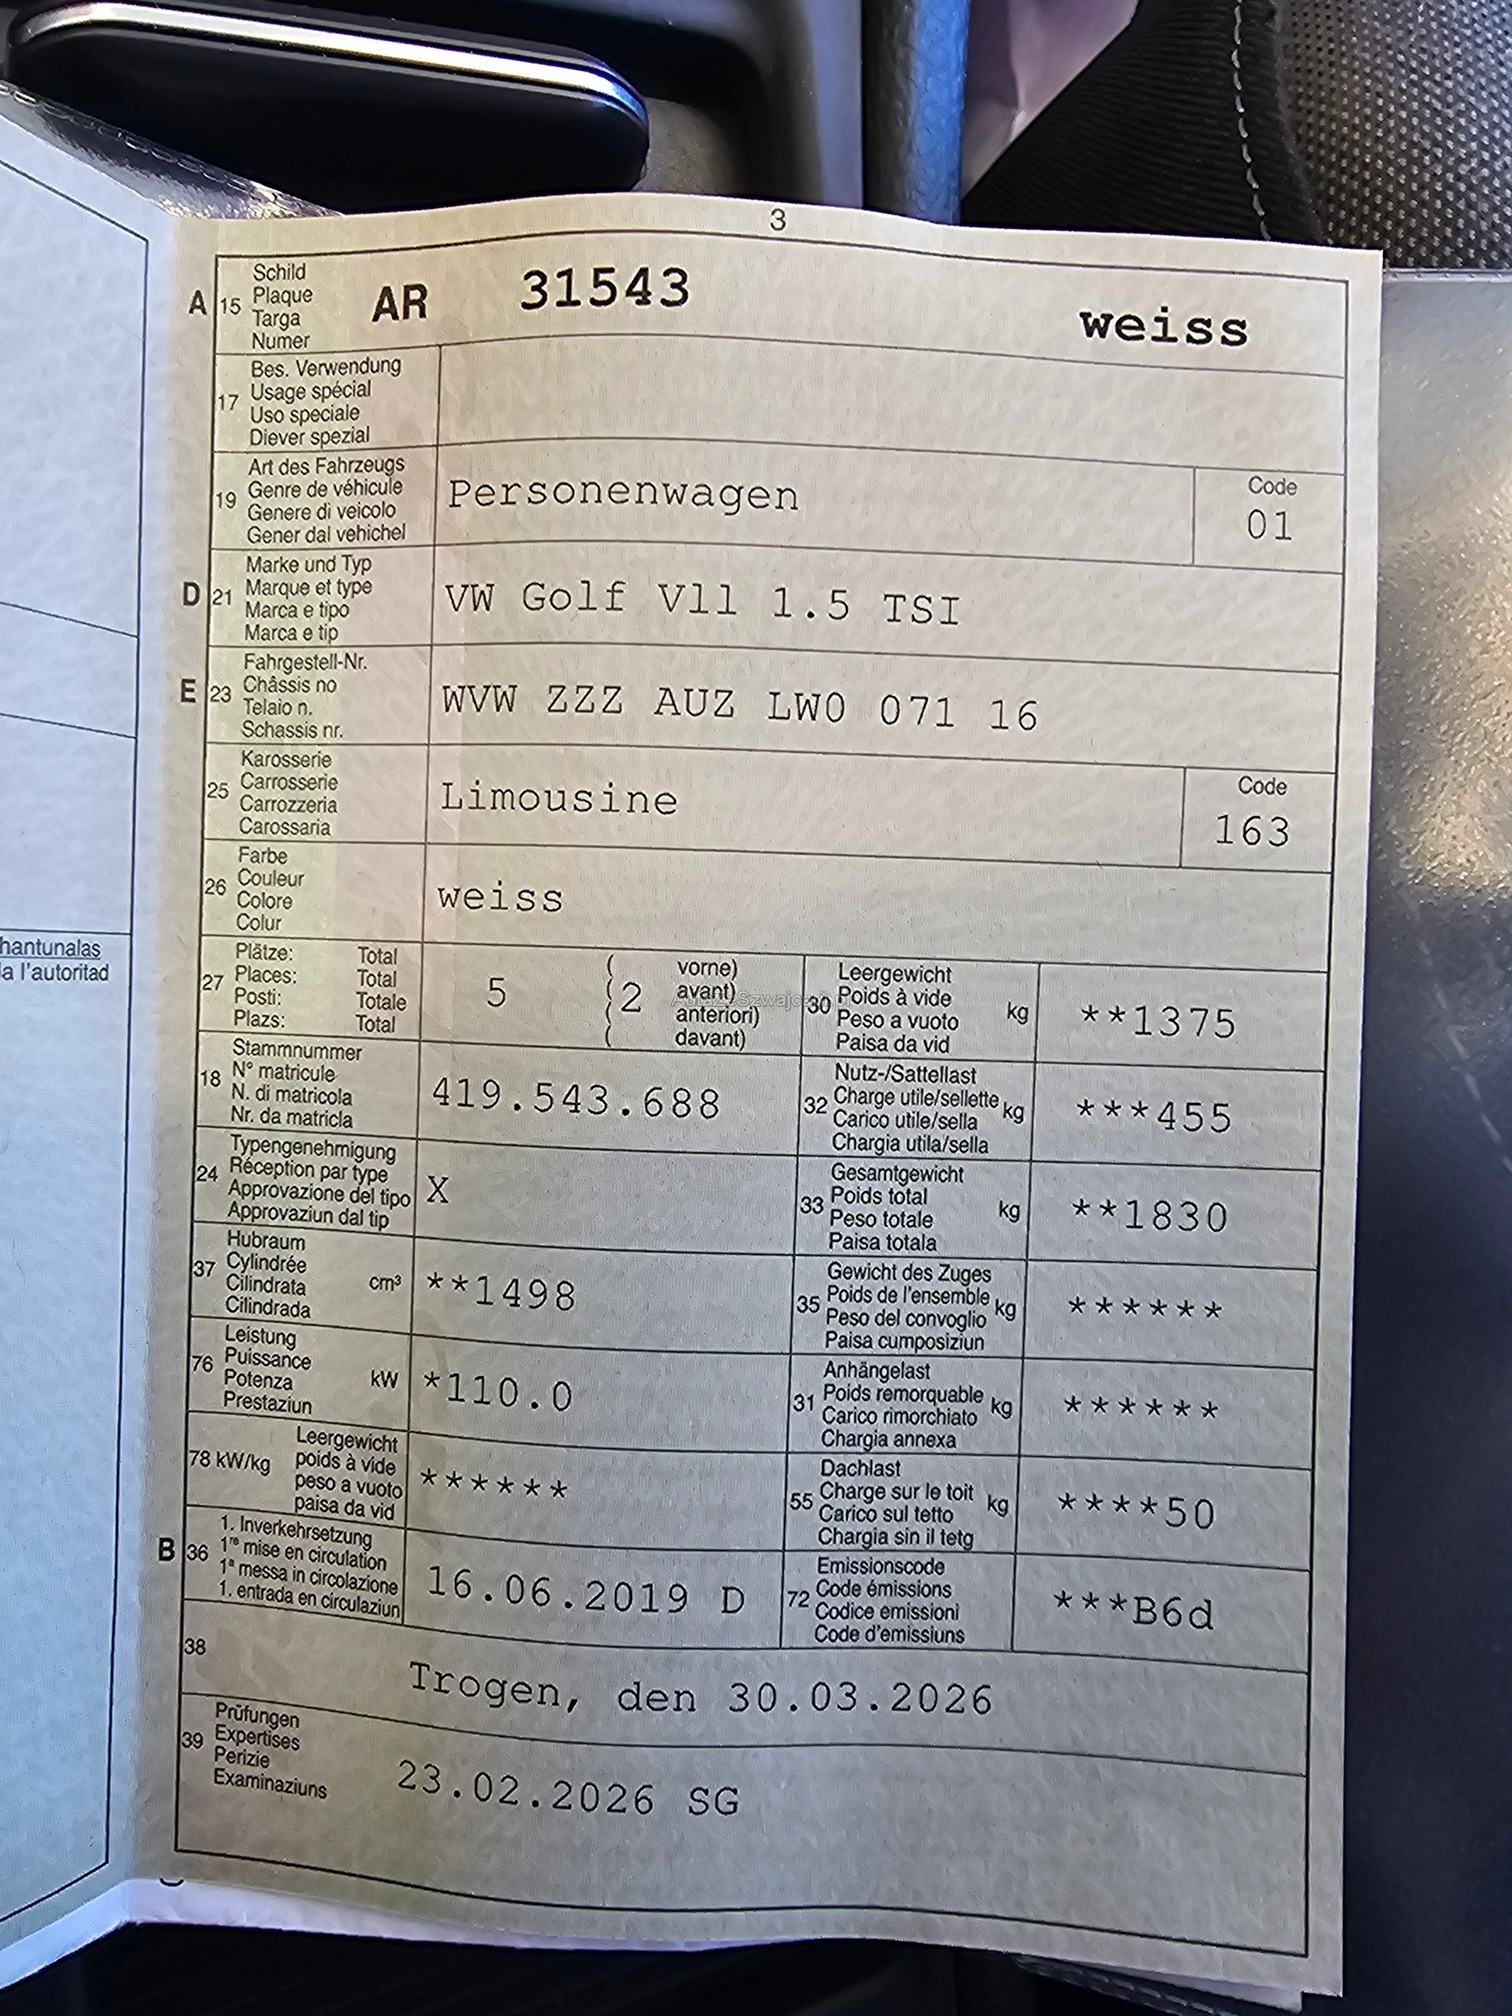 3
A 15 Schild
Plaque
Targa
Numer
AR 31543 weiss
17 Bes. Verwendung
Usage spécial
Uso speciale
Diever spezial
19 Art des Fahrzeugs
Genre de véhicule
Genere di veicolo
Gener dal vehichel
Personenwagen
Code
01
D 21 Marke und Typ
Marque et type
Marca e tipo
Marca e tip
VW Golf Vll 1.5 TSI
E 23 Fahrgestell-Nr.
Châssis no
Telaio n.
Schassis nr.
WVW ZZZ AUZ LW0 071 16
25 Karosserie
Carrosserie
Carrozzeria
Carossaria
Limousine
Code
163
26 Farbe
Couleur
Colore
Colur
weiss
hantunalas
la l'autoritad
27 Plätze: Total
Places: Total
Posti: Totale
Plazs: Total
5
(2 vorne)
avant)
anteriori)
davant)
30 Leergewicht
Poids à vide
Peso a vuoto
Paisa da vid
kg
**1375
18 Stammnummer
N° matricule
N. di matricola
Nr. da matricla
419.543.688
32 Nutz-/Sattellast
Charge utile/sellette
Carico utile/sella
Chargia utila/sella
kg
***455
24 Typengenehmigung
Réception par type
Approvazione del tipo
Approvaziun dal tip
X
33 Gesamtgewicht
Poids total
Peso totale
Paisa totala
kg
**1830
37 Hubraum
Cylindrée
Cilindrata
Cilindrada
cm³
**1498
35 Gewicht des Zuges
Poids de l'ensemble
Peso del convoglio
Paisa cumposiziun
kg
******
76 Leistung
Puissance
Potenza
Prestaziun
kW
*110.0
31 Anhängelast
Poids remorquable
Carico rimorchiato
Chargia annexa
kg
******
78 kW/kg Leergewicht
poids à vide
peso a vuoto
paisa da vid
******
55 Dachlast
Charge sur le toit
Carico sul tetto
Chargia sin il tetg
kg
****50
B 36 1. Inverkehrsetzung
1re mise en circulation
1a messa in circolazione
1. entrada en circulaziun
16.06.2019 D
72 Emissionscode
Code émissions
Codice emissioni
Code d'emissiuns
***B6d
38
Trogen, den 30.03.2026
39 Prüfungen
Expertises
Perizie
Examinaziuns
23.02.2026 SG